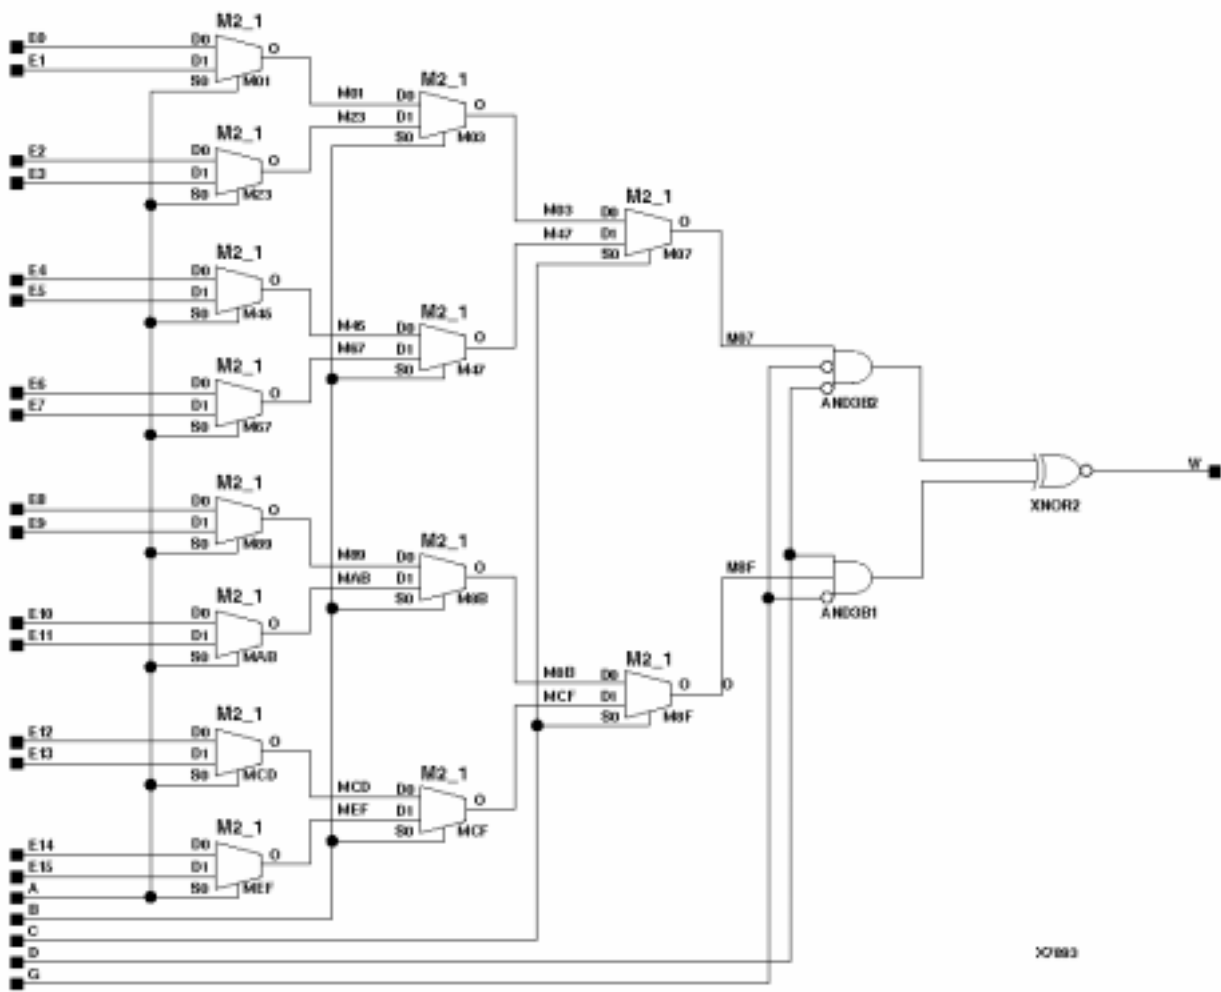 M2_1
E0 D0 O
E1 D1
S0 M01
M2_1
M01 D0 O
M23 D1
S0 M03
M2_1
E2 D0 O
E3 D1
S0 M23
M2_1
M03 D0 O
M47 D1
S0 M07
M2_1
E4 D0 O
E5 D1
S0 M45
M2_1
M45 D0 O
M67 D1
S0 M47
M07
M2_1
E6 D0 O
E7 D1
S0 M67
AND3B2
W
XNOR2
M2_1
E8 D0 O
E9 D1
S0 M89
M2_1
M89 D0 O
MAB D1
S0 M8B
M8F
AND3B1
M2_1
E10 D0 O
E11 D1
S0 MAB
M2_1
M8B D0 O O
MCF D1
S0 M8F
M2_1
E12 D0 O
E13 D1
S0 MCD
M2_1
MCD D0 O
MEF D1
S0 MCF
M2_1
E14 D0 O
E15 D1
A S0 MEF
B
C
D
G
X7893